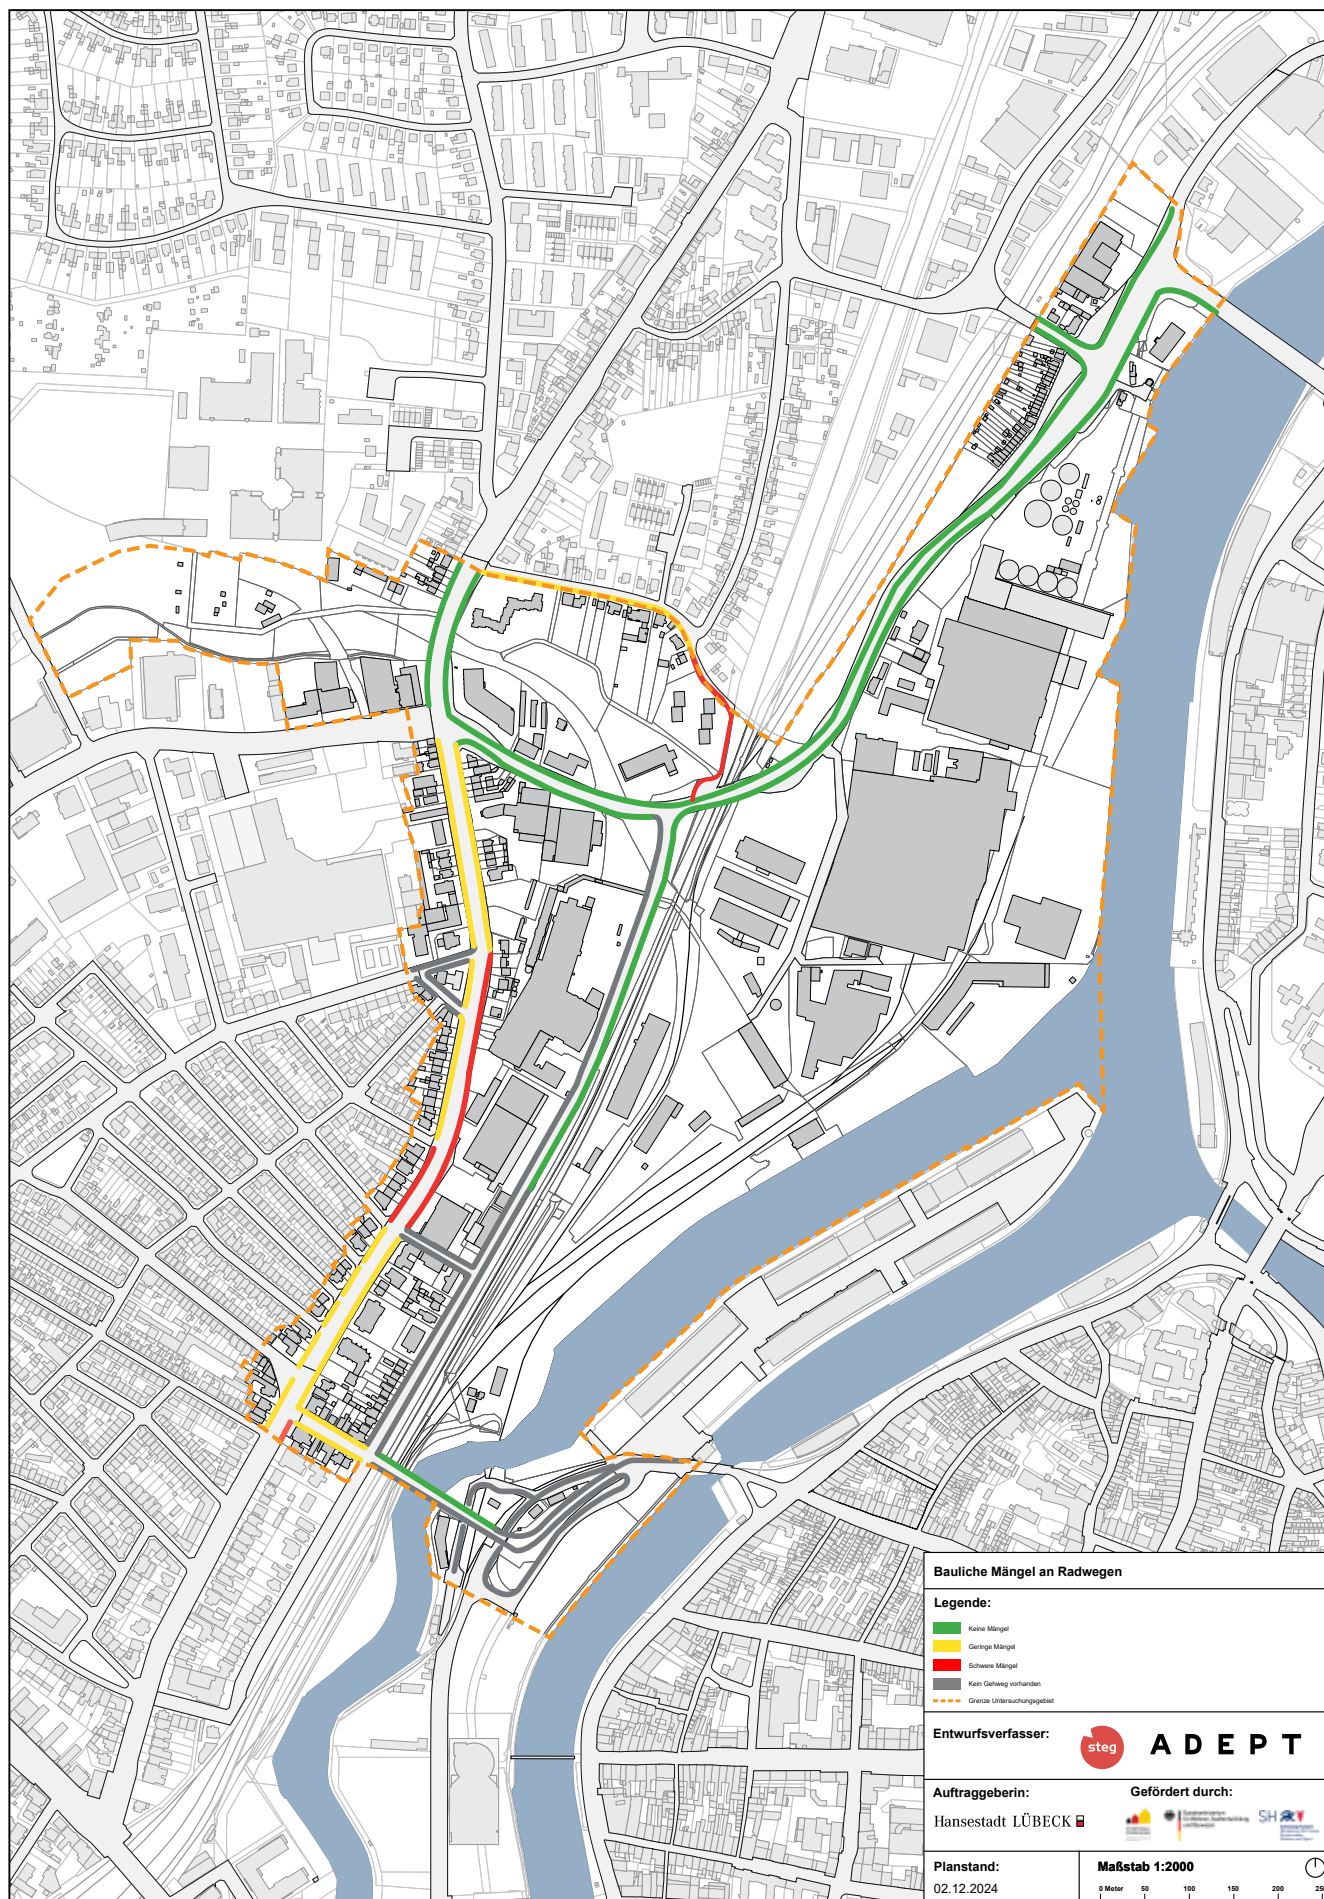 Bauliche Mängel an Radwegen
Legende:
Keine Mängel
Geringe Mängel
Schwere Mängel
Kein Gehweg vorhanden
Grenze Untersuchungsgebiet
Entwurfsverfasser:
steg
ADEPT
Auftraggeberin:
Gefördert durch:
Hansestadt LÜBECK
SH
Planstand:
02.12.2024
Maßstab 1:2000
0 Meter 50 100 150 200